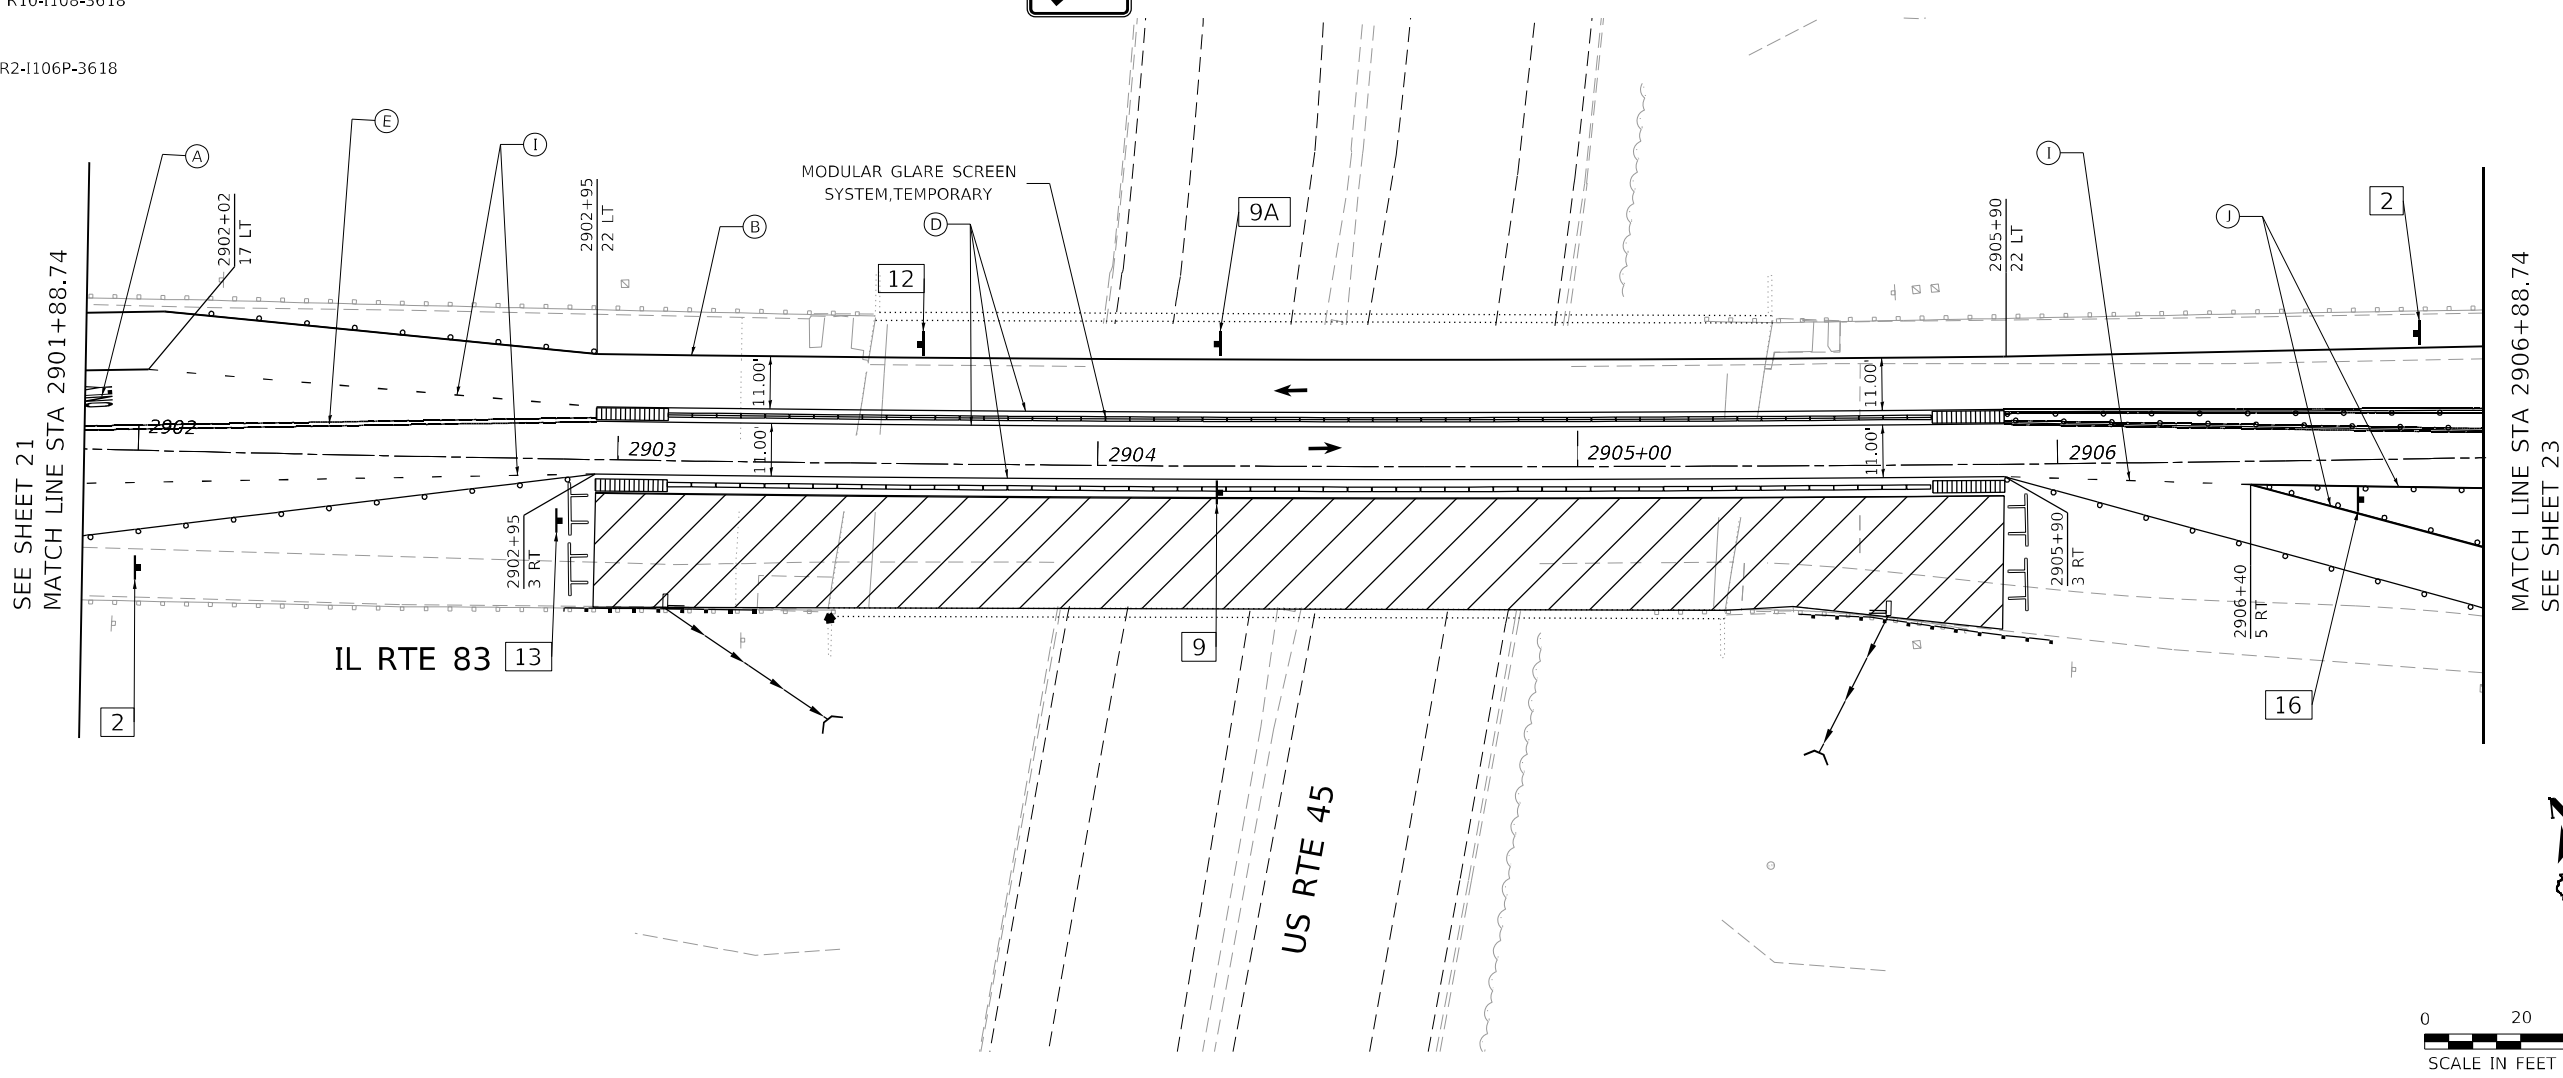 R10-I108-3618
R2-I106P-3618
A
E
I
MODULAR GLARE SCREEN
SYSTEM,TEMPORARY
D
B
12
9A
I
J
2
2902+02
17 LT
2902+95
22 LT
2905+90
22 LT
SEE SHEET 21
MATCH LINE STA 2901+88.74
MATCH LINE STA 2906+88.74
SEE SHEET 23
11.00'
11.00'
11.00'
11.00'
2902
2903
2904
2905+00
2906
2902+95
3 RT
2905+90
3 RT
2906+40
5 RT
IL RTE 83
13
9
2
16
US RTE 45
0 20
SCALE IN FEET